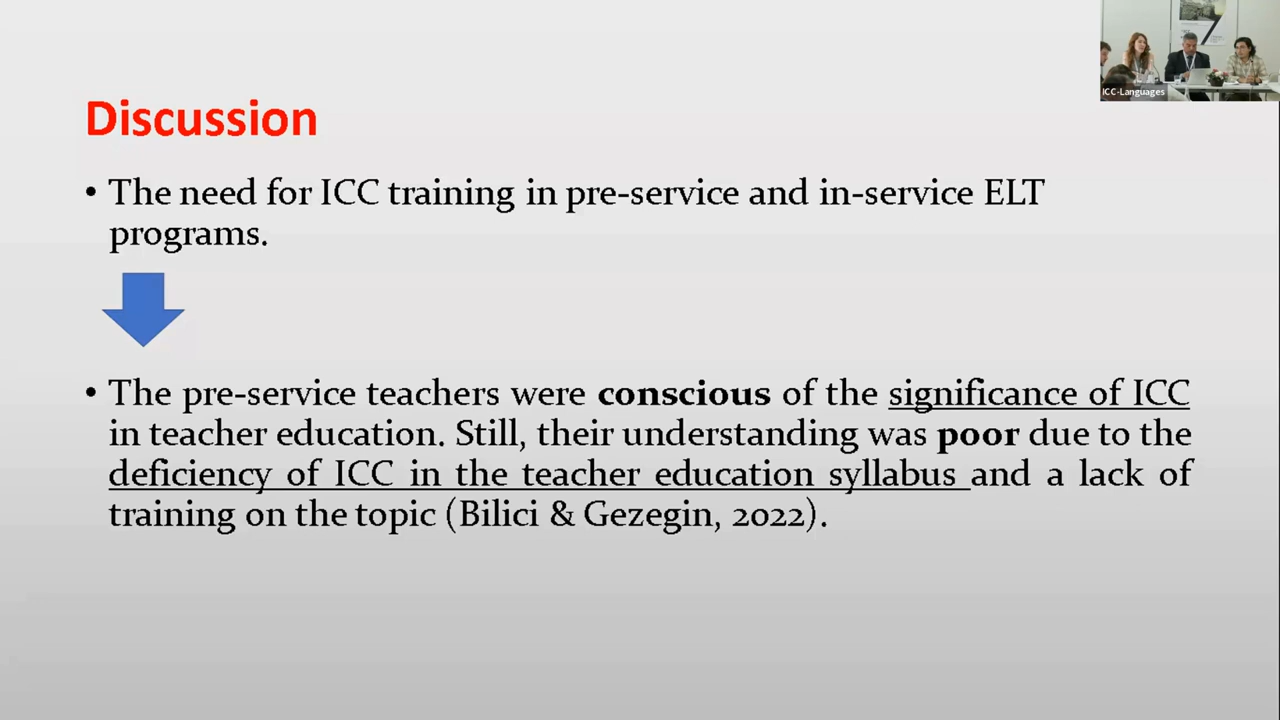 ICC-Languages
Discussion
• The need for ICC training in pre-service and in-service ELT
programs.
• The pre-service teachers were conscious of the significance of ICC
in teacher education. Still, their understanding was poor due to the
deficiency of ICC in the teacher education syllabus and a lack of
training on the topic (Bilici & Gezegin, 2022).